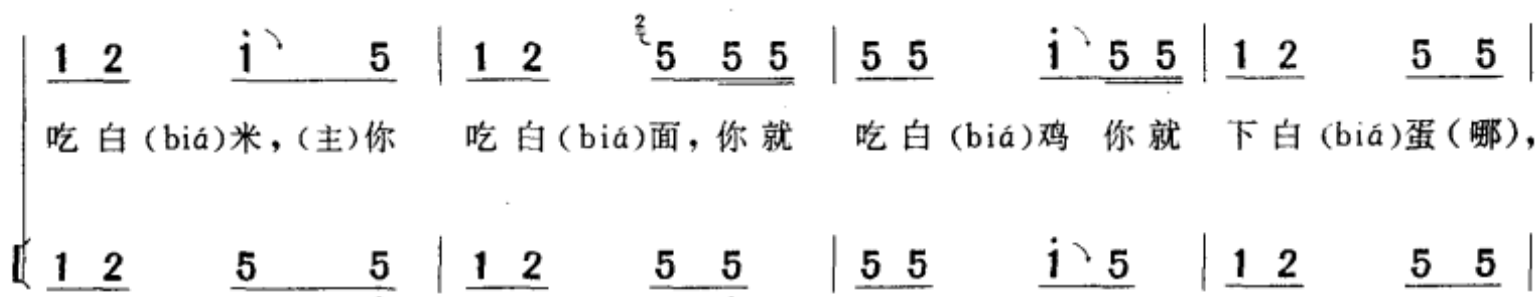 1 2 i 5 | 1 2 2 5 5 5 | 5 5 i 5 5 | 1 2 5 5 |
吃白(biá)米，(主)你 吃白(biá)面，你就 吃白(biá)鸡 你就 下白(biá)蛋(哪)，
1 2 5 5 | 1 2 5 5 | 5 5 i 5 | 1 2 5 5 |